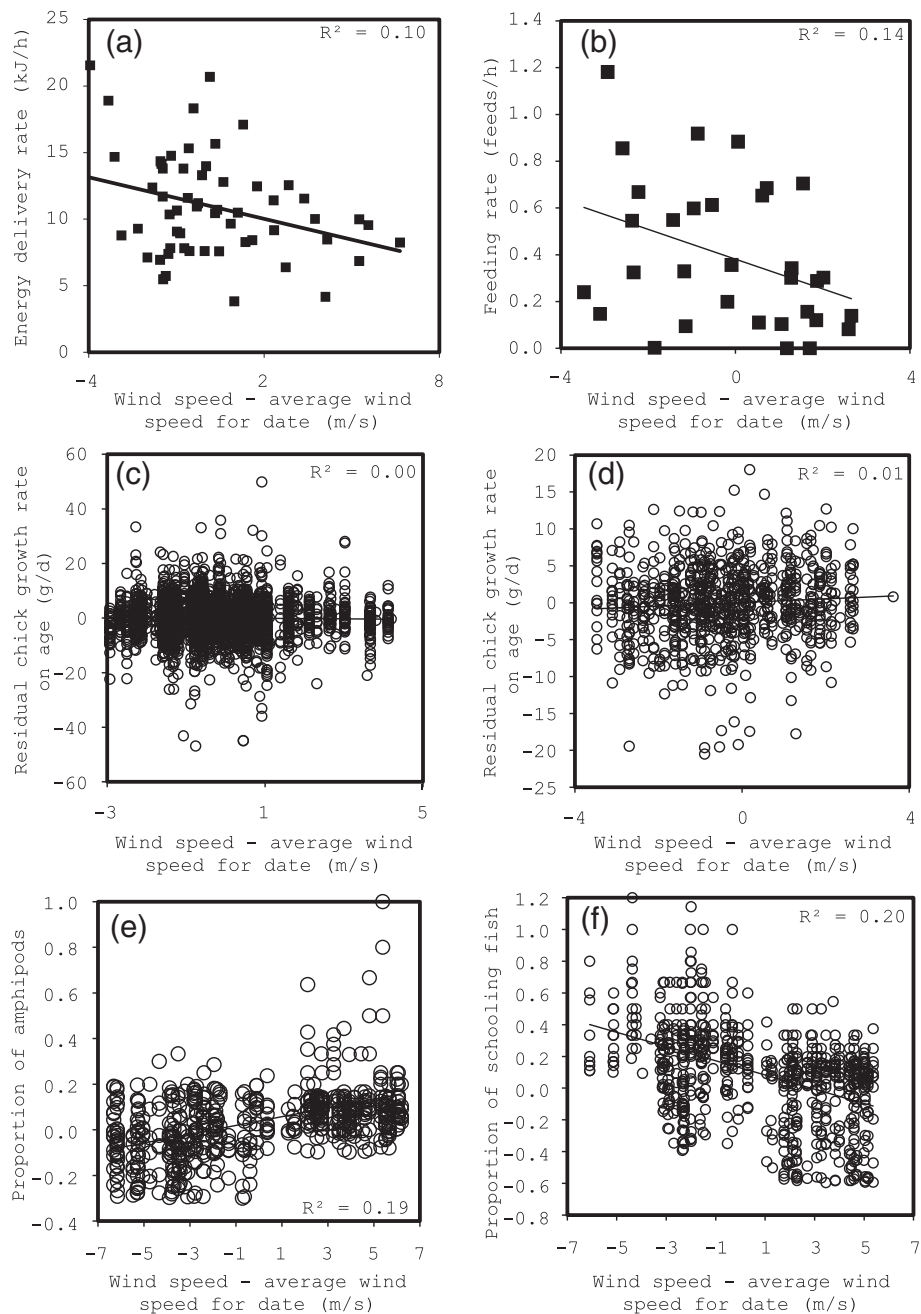 (a)
R² = 0.10
Energy delivery rate (kJ/h)
25
20
15
10
5
0
-4
2
8
Wind speed - average wind
speed for date (m/s)
(b)
R² = 0.14
Feeding rate (feeds/h)
1.4
1.2
1.0
0.8
0.6
0.4
0.2
0.0
-4
0
4
Wind speed - average wind
speed for date (m/s)
(c)
R² = 0.00
Residual chick growth rate
on age (g/d)
60
40
20
0
-20
-40
-60
-3
1
5
Wind speed - average wind
speed for date (m/s)
(d)
R² = 0.01
Residual chick growth rate
on age (g/d)
20
15
10
5
0
-5
-10
-15
-20
-25
-4
0
4
Wind speed - average wind
speed for date (m/s)
(e)
R² = 0.19
Proportion of amphipods
1.0
0.8
0.6
0.4
0.2
0.0
-0.2
-0.4
-7
-5
-3
-1
1
3
5
7
Wind speed - average wind
speed for date (m/s)
(f)
R² = 0.20
Proportion of schooling fish
1.2
1.0
0.8
0.6
0.4
0.2
0.0
-0.2
-0.4
-0.6
-0.8
-7
-5
-3
-1
1
3
5
7
Wind speed - average wind
speed for date (m/s)